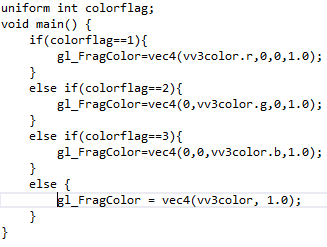 uniform int colorflag;
void main() {
    if(colorflag==1){
        gl_FragColor=vec4(vv3color.r,0,0,1.0);
    }
    else if(colorflag==2){
        gl_FragColor=vec4(0,vv3color.g,0,1.0);
    }
    else if(colorflag==3){
        gl_FragColor=vec4(0,0,vv3color.b,1.0);
    }
    else {
        gl_FragColor = vec4(vv3color, 1.0);
    }
}